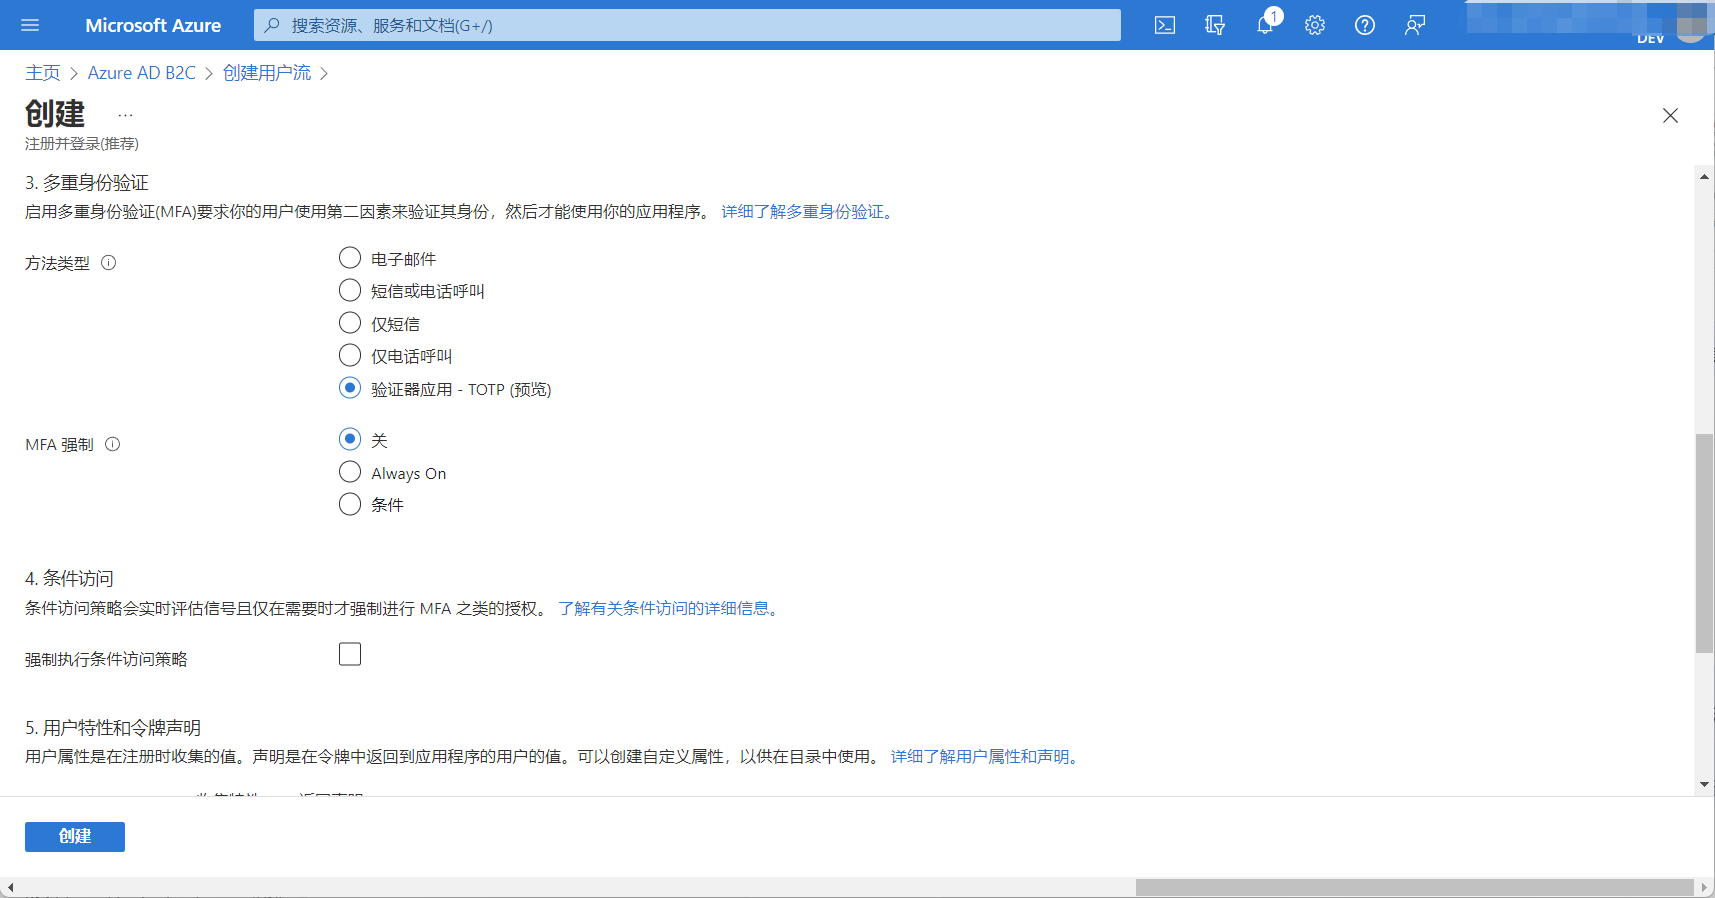 Microsoft Azure
搜索资源、服务和文档(G+/)
1
DEV
主页 > Azure AD B2C > 创建用户流 >
创建 ...
注册并登录(推荐)
3. 多重身份验证
启用多重身份验证(MFA)要求你的用户使用第二因素来验证其身份，然后才能使用你的应用程序。 详细了解多重身份验证。
方法类型
电子邮件
短信或电话呼叫
仅短信
仅电话呼叫
验证器应用 - TOTP (预览)
MFA 强制
关
Always On
条件
4. 条件访问
条件访问策略会实时评估信号且仅在需要时才强制进行 MFA 之类的授权。 了解有关条件访问的详细信息。
强制执行条件访问策略
5. 用户特性和令牌声明
用户属性是在注册时收集的值。声明是在令牌中返回到应用程序的用户的值。可以创建自定义属性，以供在目录中使用。 详细了解用户属性和声明。
收集特性 返回声明
创建